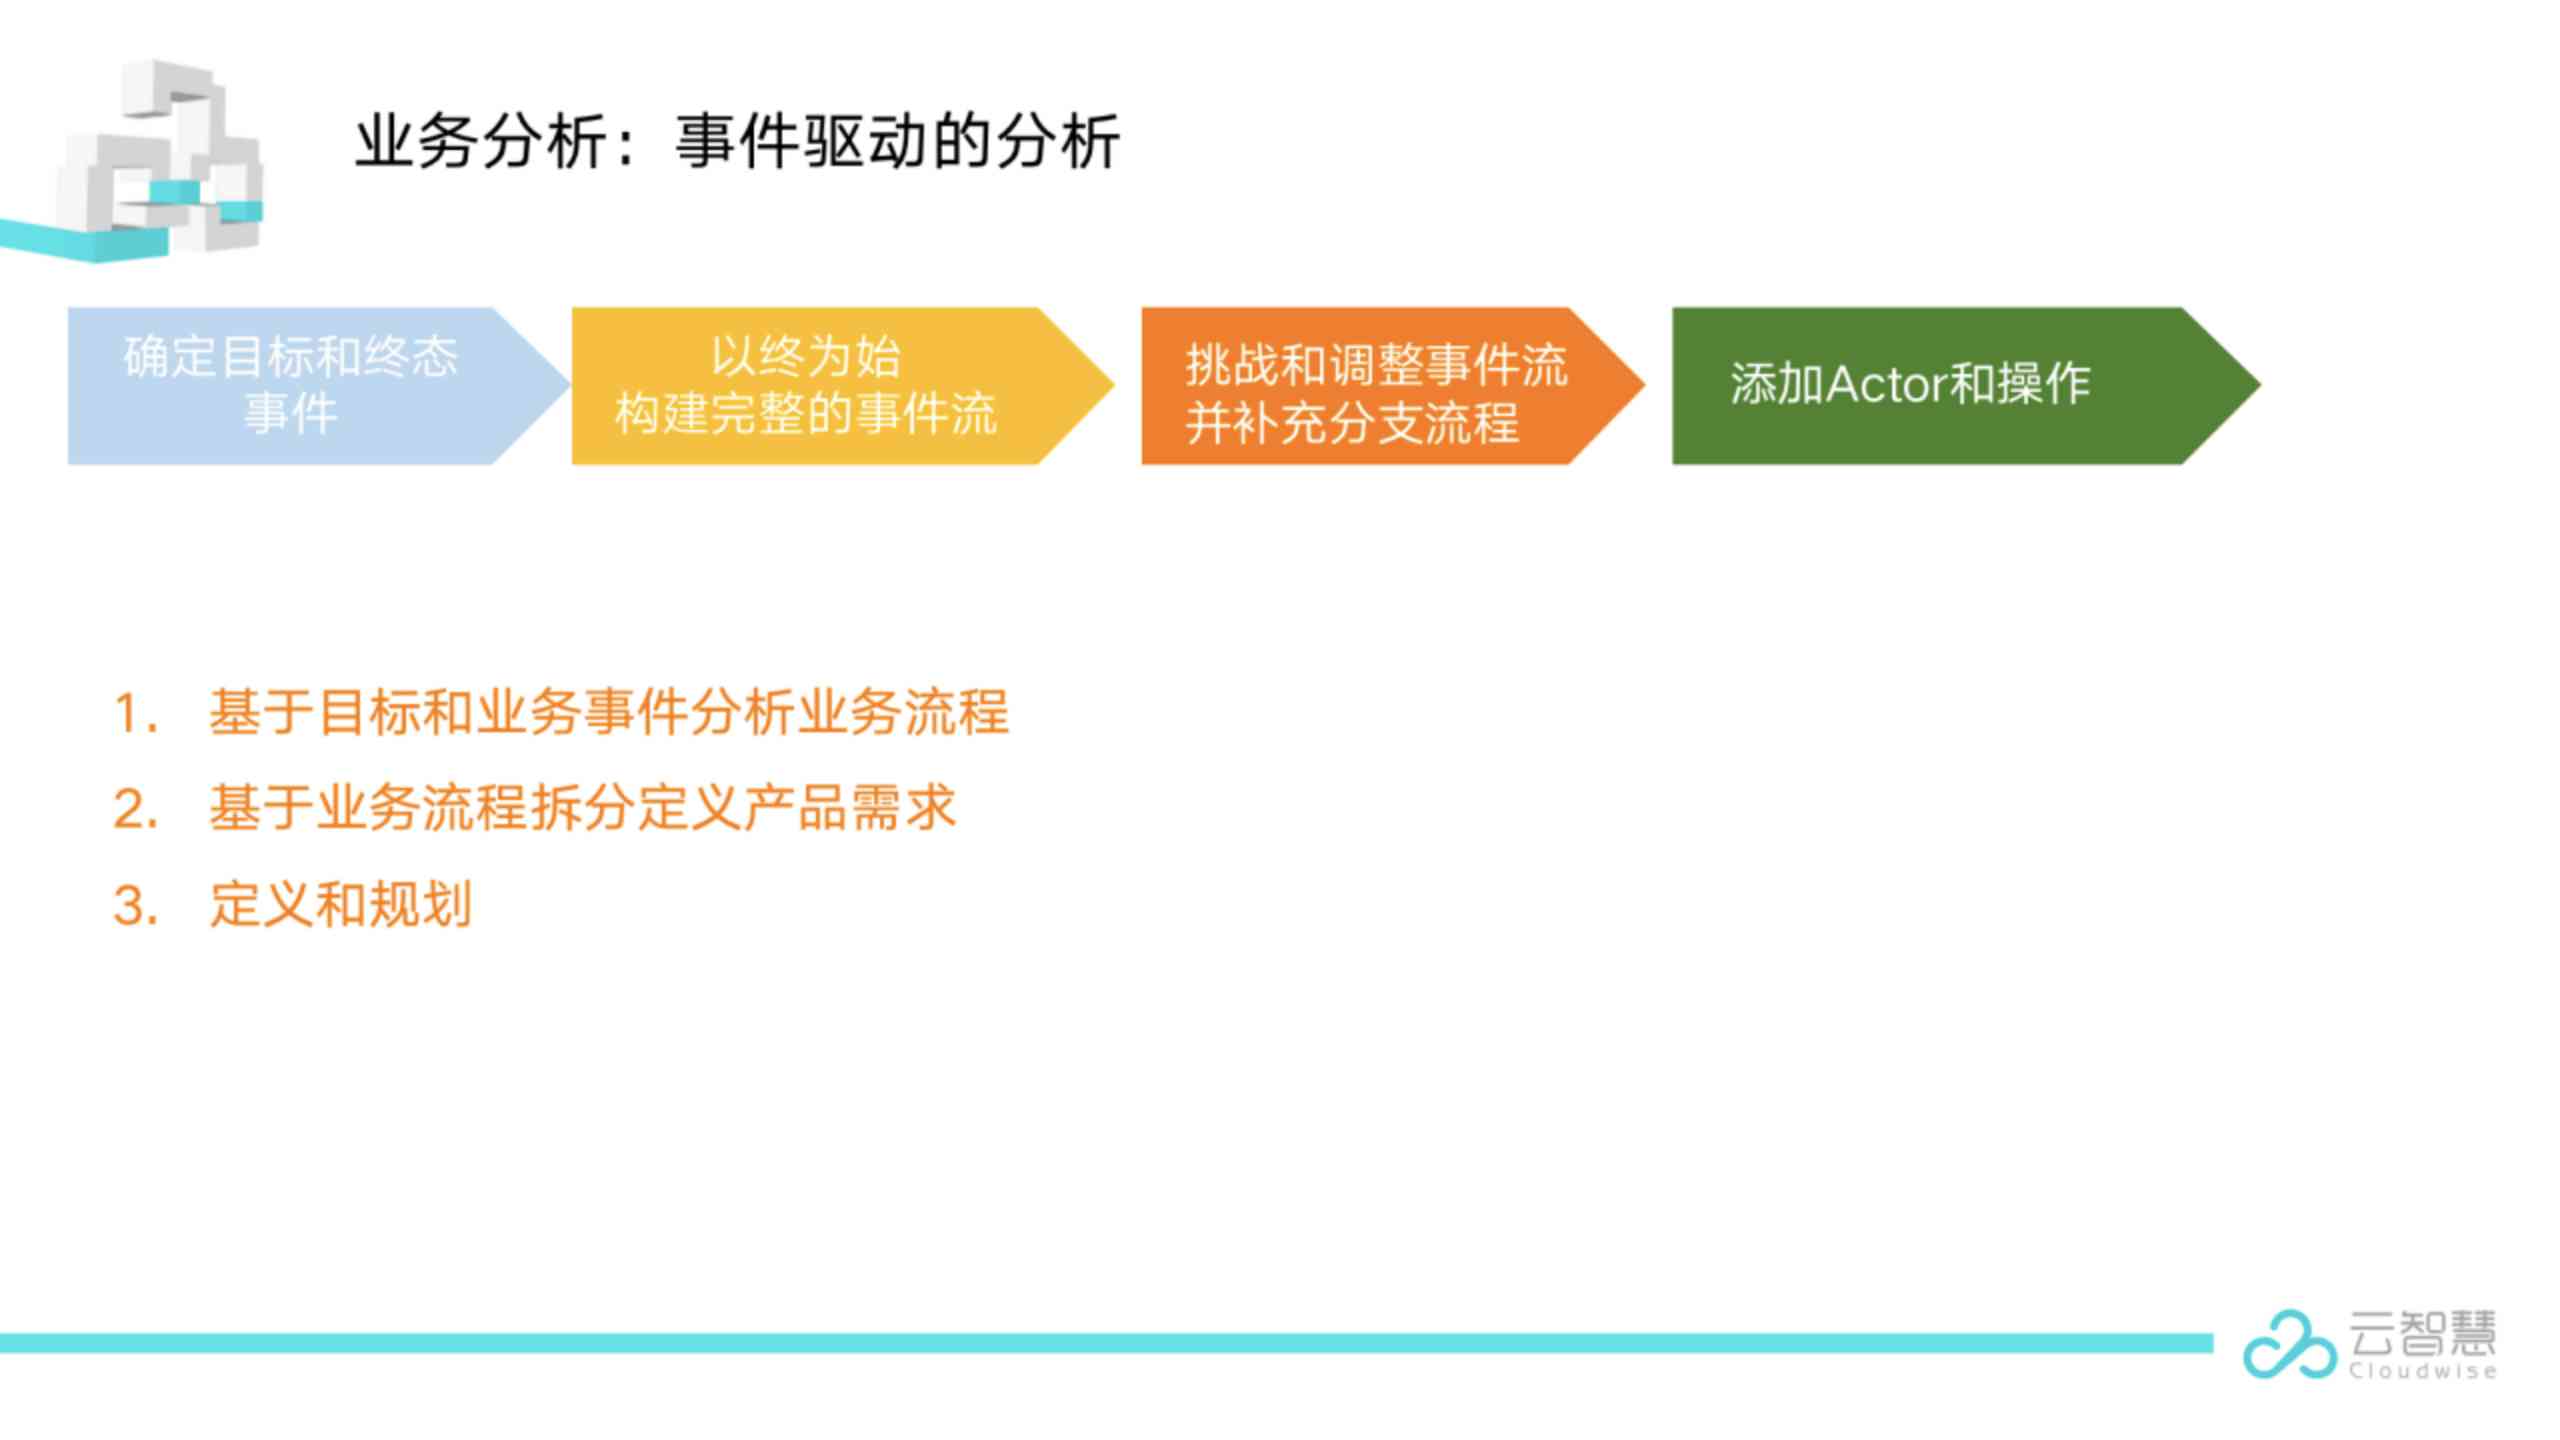 业务分析：事件驱动的分析
确定目标和终态
事件
以终为始
构建完整的事件流
挑战和调整事件流
并补充分支流程
添加Actor和操作
1. 基于目标和业务事件分析业务流程
2. 基于业务流程拆分定义产品需求
3. 定义和规划
云智慧
Cloudwise